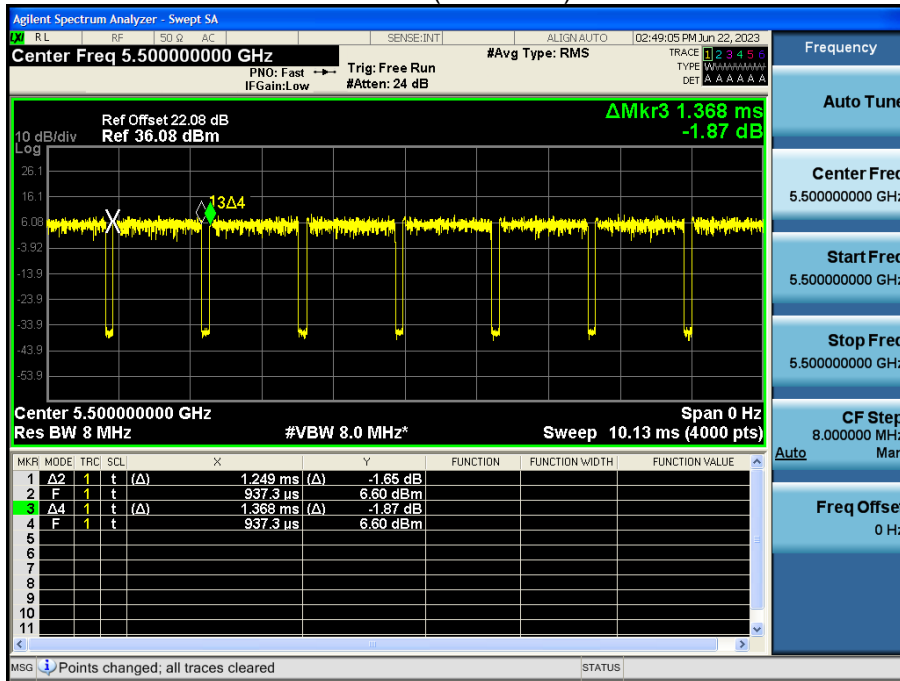 Agilent Spectrum Analyzer - Swept SA
LXI RL RF 50 Ω AC SENSE:INT ALIGN AUTO 02:49:05 PM Jun 22, 2023
Center Freq 5.500000000 GHz #Avg Type: RMS TRACE 1 2 3 4 5 6
PNO: Fast Trig: Free Run TYPE WWWWWW
IFGain:Low #Atten: 24 dB DET A A A A A A
Frequency
Auto Tune
Center Freq
5.500000000 GHz
Start Freq
5.500000000 GHz
Stop Freq
5.500000000 GHz
CF Step
8.000000 MHz
Auto Man
Freq Offset
0 Hz
ΔMkr3 1.368 ms
-1.87 dB
Ref Offset 22.08 dB
10 dB/div Ref 36.08 dBm
Log
26.1
16.1
6.08
-3.92
-13.9
-23.9
-33.9
-43.9
-53.9
X
13Δ4
Center 5.500000000 GHz Span 0 Hz
Res BW 8 MHz #VBW 8.0 MHz* Sweep 10.13 ms (4000 pts)
MKR MODE TRC SCL X Y FUNCTION FUNCTION WIDTH FUNCTION VALUE
1 Δ2 1 t (Δ) 1.249 ms (Δ) -1.65 dB
2 F 1 t 937.3 µs 6.60 dBm
3 Δ4 1 t (Δ) 1.368 ms (Δ) -1.87 dB
4 F 1 t 937.3 µs 6.60 dBm
5
6
7
8
9
10
11
MSG Points changed; all traces cleared STATUS